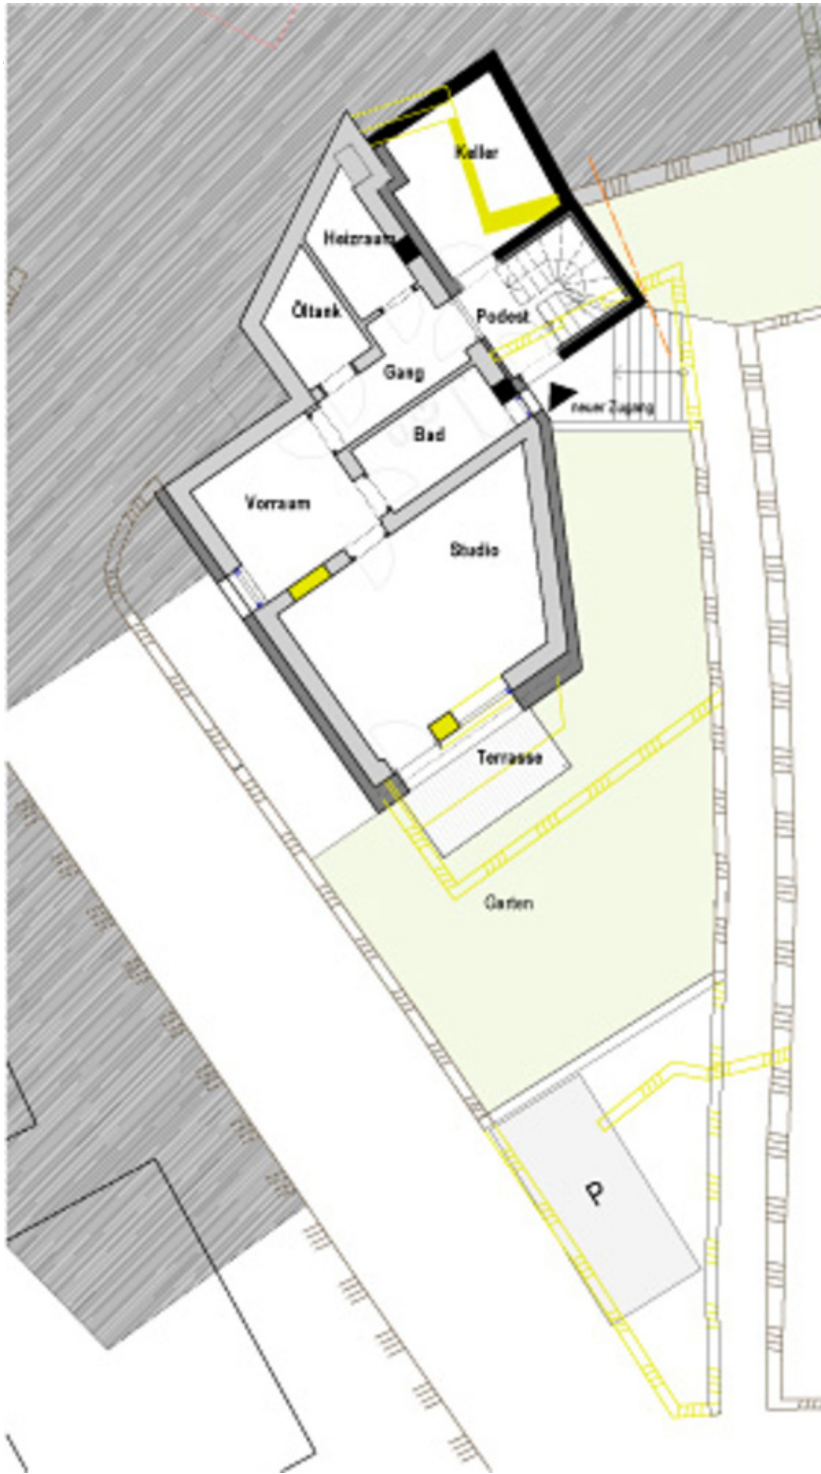 Keller
Heizraum
Öltank
Podest
Gang
neuer Zugang
Bad
Vorraum
Studio
Terrasse
Garten
P